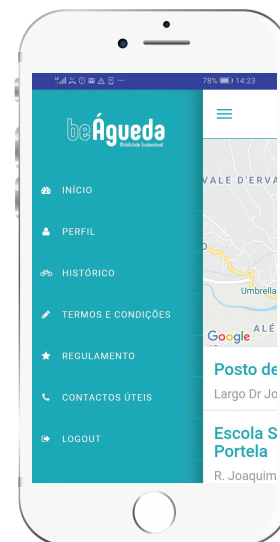 78% 14:23
beÁgueda
Mobilidade Sustentável
INÍCIO
PERFIL
HISTÓRICO
TERMOS E CONDIÇÕES
REGULAMENTO
CONTACTOS ÚTEIS
LOGOUT
VALE D'ERVA
Umbrella
Google
ALÉ
Posto de
Largo Dr Jo
Escola S
Portela
R. Joaquim